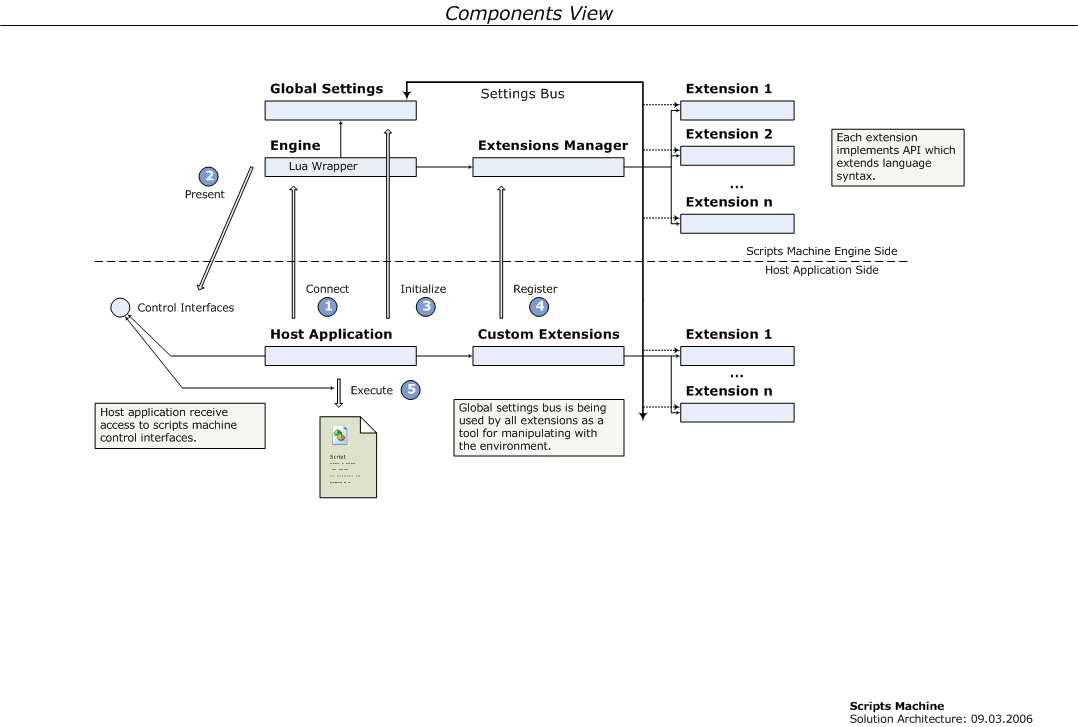 Components View
Global Settings
Settings Bus
Extension 1
Engine
Extensions Manager
Extension 2
Each extension
implements API which
extends language
syntax.
Lua Wrapper
2
Present
...
Extension n
Scripts Machine Engine Side
Host Application Side
Connect
Initialize
Register
1
3
4
Control Interfaces
Host Application
Custom Extensions
Extension 1
...
Execute
5
Extension n
Host application receive
access to scripts machine
control interfaces.
Global settings bus is being
used by all extensions as a
tool for manipulating with
the environment.
Script
Scripts Machine
Solution Architecture: 09.03.2006